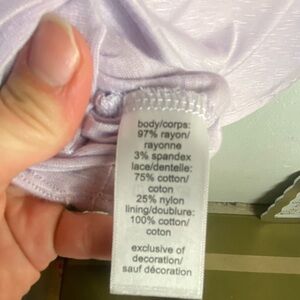 body/corps:
97% rayon/
rayonne
3% spandex
lace/dentelle:
75% cotton/
coton
25% nylon
lining/doublure:
100% cotton/
coton
exclusive of
decoration/
sauf décoration